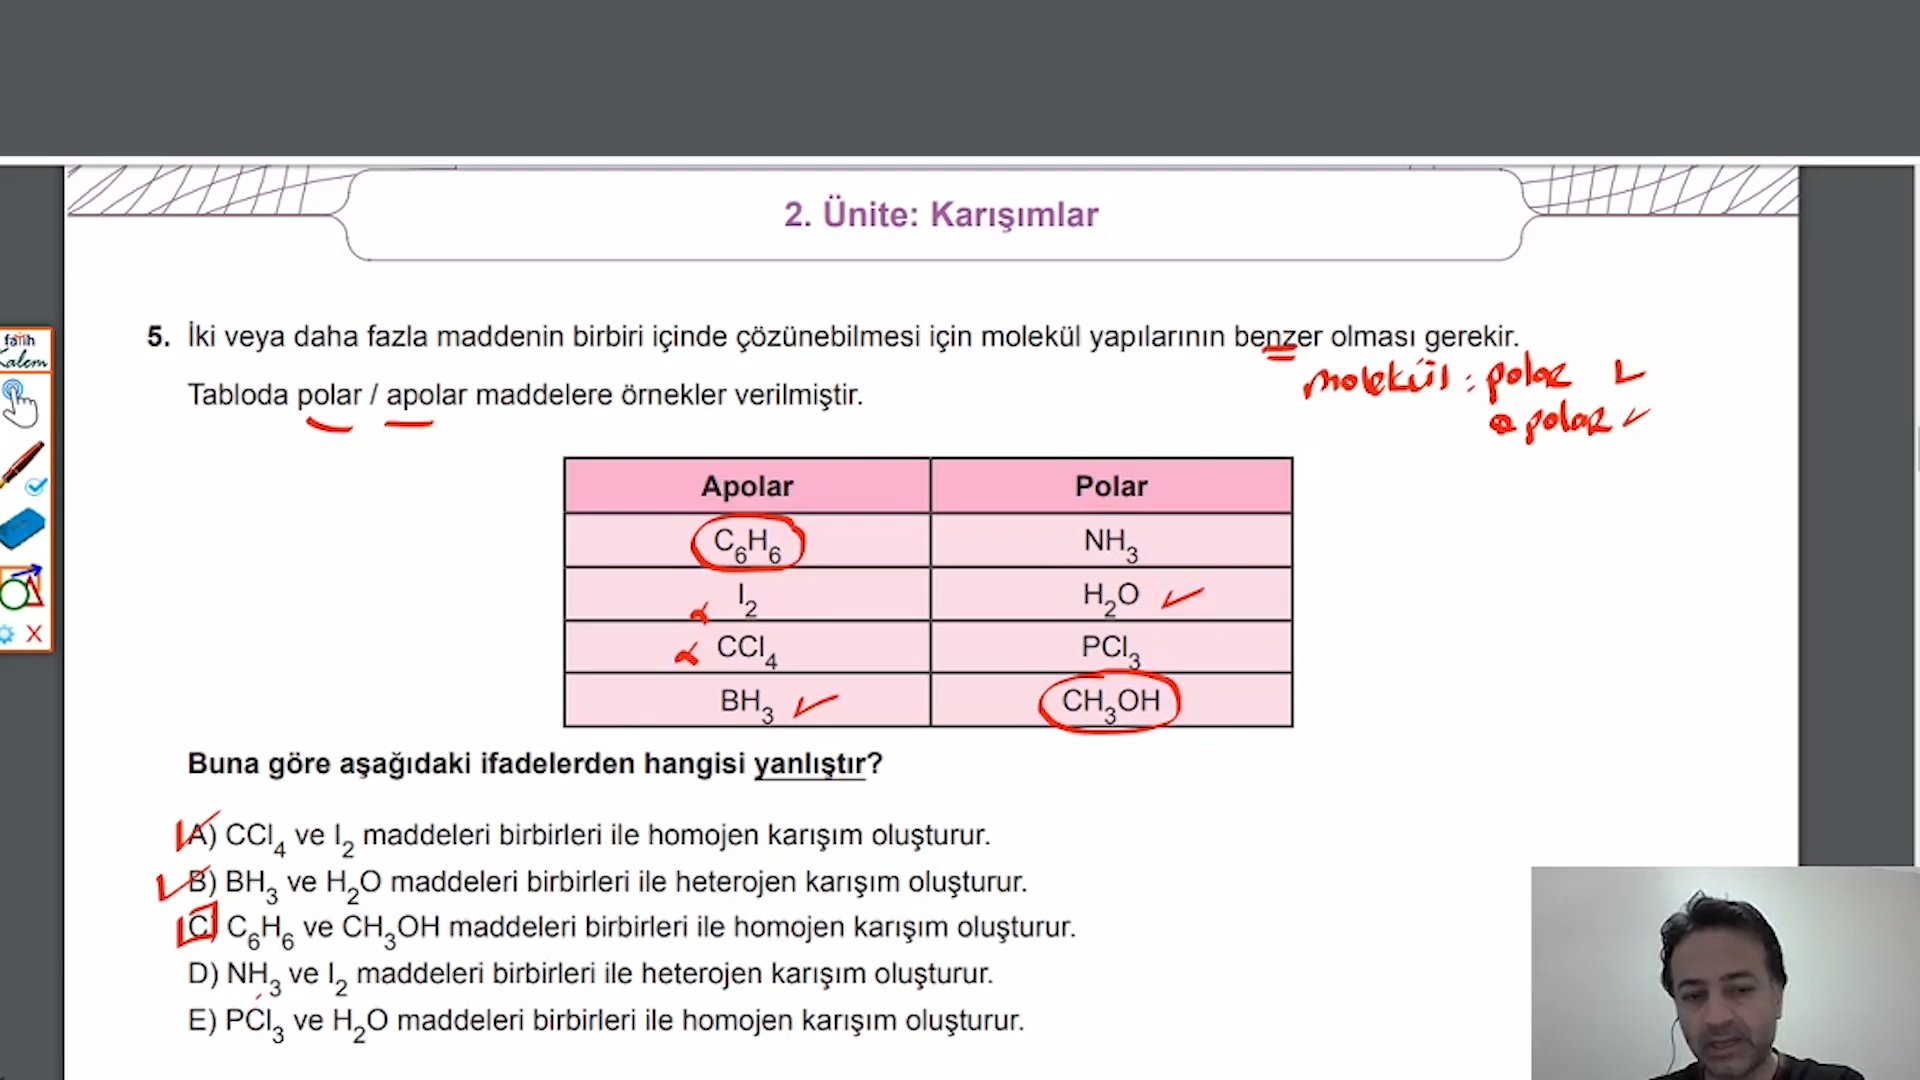 2. Ünite: Karışımlar
5. İki veya daha fazla maddenin birbiri içinde çözünebilmesi için molekül yapılarının benzer olması gerekir.
molekül : polar
apolar
Tabloda polar / apolar maddelere örnekler verilmiştir.
fatih
Kalem
Apolar Polar
C6H6 NH3
I2 H2O
CCl4 PCl3
BH3 CH3OH
Buna göre aşağıdaki ifadelerden hangisi yanlıştır?
A) CCl4 ve I2 maddeleri birbirleri ile homojen karışım oluşturur.
B) BH3 ve H2O maddeleri birbirleri ile heterojen karışım oluşturur.
C) C6H6 ve CH3OH maddeleri birbirleri ile homojen karışım oluşturur.
D) NH3 ve I2 maddeleri birbirleri ile heterojen karışım oluşturur.
E) PCl3 ve H2O maddeleri birbirleri ile homojen karışım oluşturur.